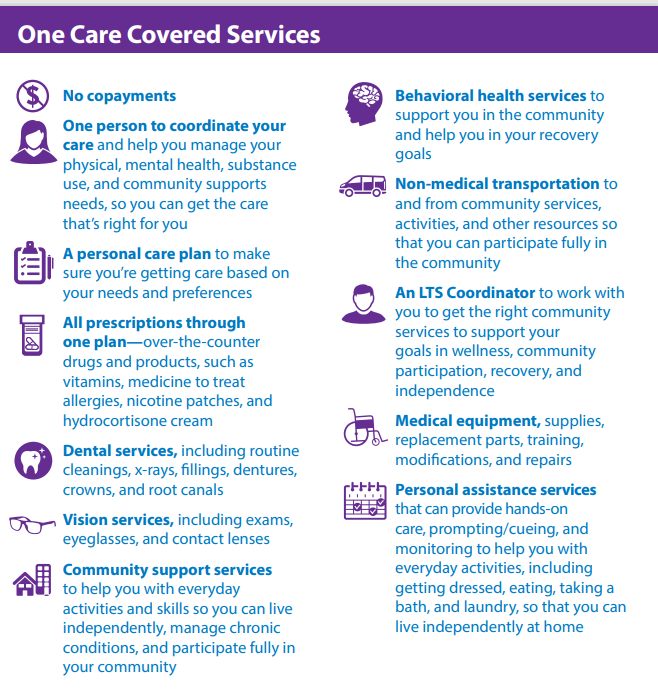 One Care Covered Services
No copayments
One person to coordinate your
care and help you manage your
physical, mental health, substance
use, and community supports
needs, so you can get the care
that's right for you
A personal care plan to make
sure you're getting care based on
your needs and preferences
All prescriptions through
one plan—over-the-counter
drugs and products, such as
vitamins, medicine to treat
allergies, nicotine patches, and
hydrocortisone cream
Dental services, including routine
cleanings, x-rays, fillings, dentures,
crowns, and root canals
Vision services, including exams,
eyeglasses, and contact lenses
Community support services
to help you with everyday
activities and skills so you can live
independently, manage chronic
conditions, and participate fully in
your community
Behavioral health services to
support you in the community
and help you in your recovery
goals
Non-medical transportation to
and from community services,
activities, and other resources so
that you can participate fully in
the community
An LTS Coordinator to work with
you to get the right community
services to support your
goals in wellness, community
participation, recovery, and
independence
Medical equipment, supplies,
replacement parts, training,
modifications, and repairs
Personal assistance services
that can provide hands-on
care, prompting/cueing, and
monitoring to help you with
everyday activities, including
getting dressed, eating, taking a
bath, and laundry, so that you can
live independently at home